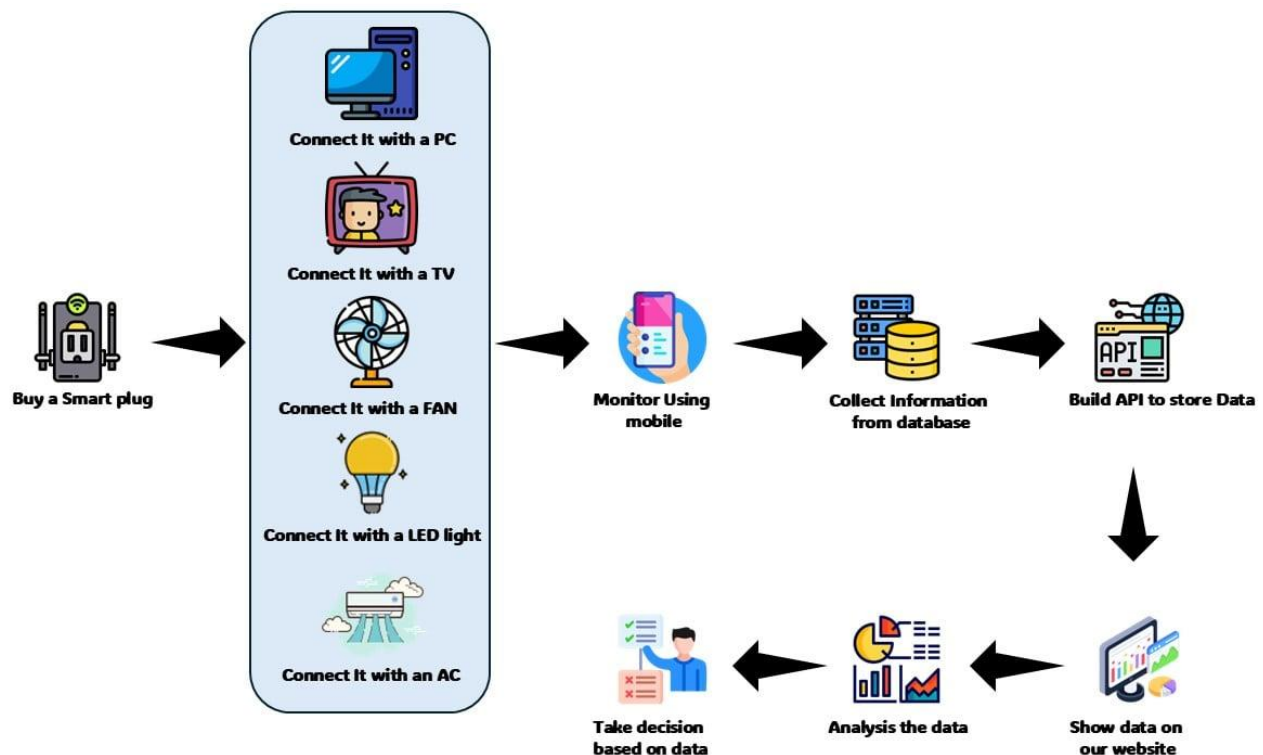 Connect It with a PC
Connect It with a TV
Buy a Smart plug
Connect It with a FAN
Connect It with a LED light
Connect It with an AC
Monitor Using
mobile
Collect Information
from database
API
Build API to store Data
Show data on
our website
Analysis the data
Take decision
based on data